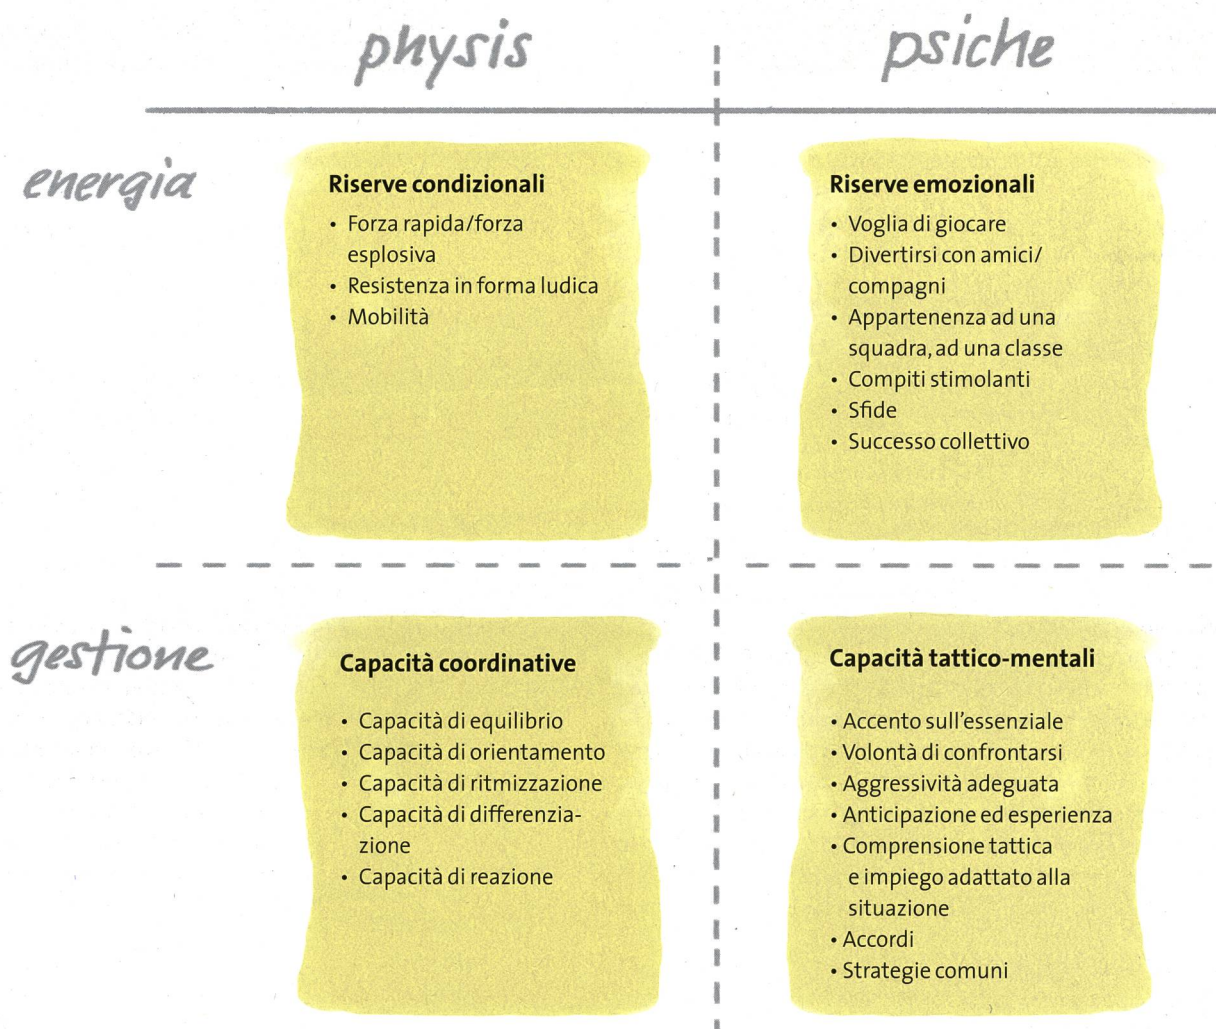 physis
psiche
energia
Riserve condizionali
• Forza rapida/forza
esplosiva
• Resistenza in forma ludica
• Mobilità
Riserve emozionali
• Voglia di giocare
• Divertirsi con amici/
compagni
• Appartenenza ad una
squadra, ad una classe
• Compiti stimolanti
• Sfide
• Successo collettivo
gestione
Capacità coordinative
• Capacità di equilibrio
• Capacità di orientamento
• Capacità di ritmizzazione
• Capacità di differenzia-
zione
• Capacità di reazione
Capacità tattico-mentali
• Accento sull’essenziale
• Volontà di confrontarsi
• Aggressività adeguata
• Anticipazione ed esperienza
• Comprensione tattica
e impiego adattato alla
situazione
• Accordi
• Strategie comuni